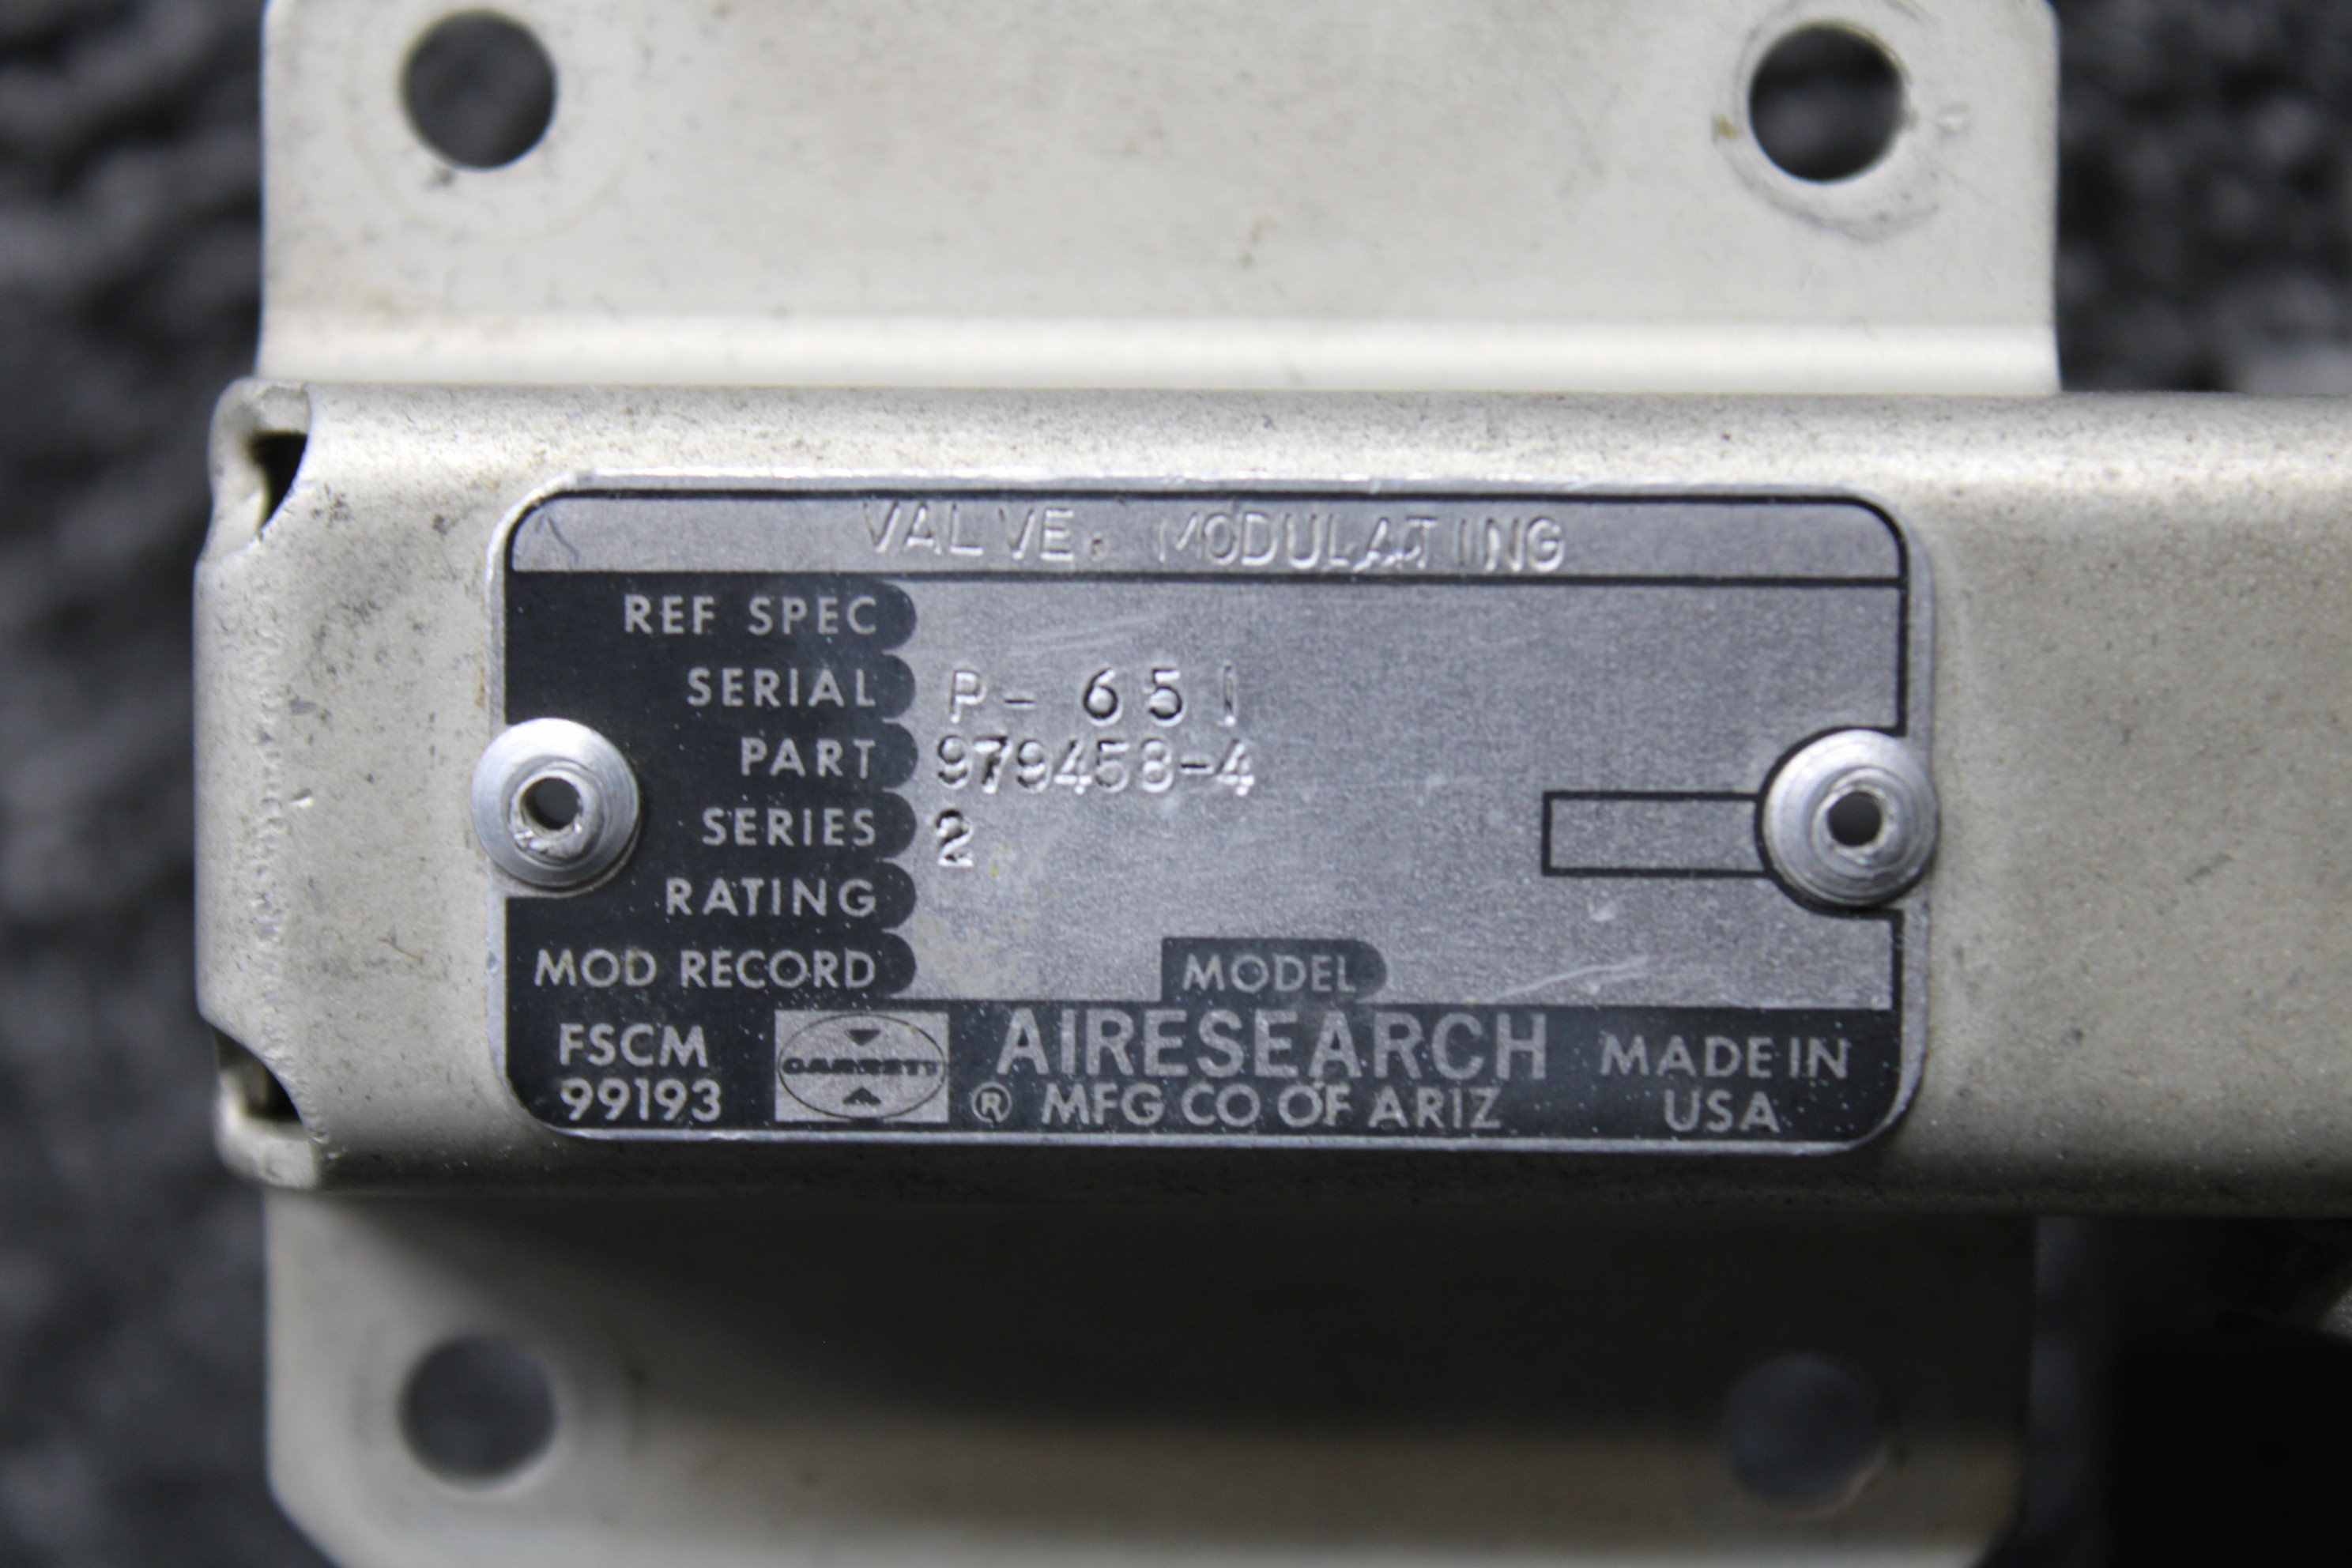 VALVE, MODULATING
REF SPEC
SERIAL P- 651
PART 979458-4
SERIES 2
RATING
MOD RECORD MODEL
FSCM 99193
GARRETT
AIRESEARCH
® MFG CO OF ARIZ
MADE IN
USA